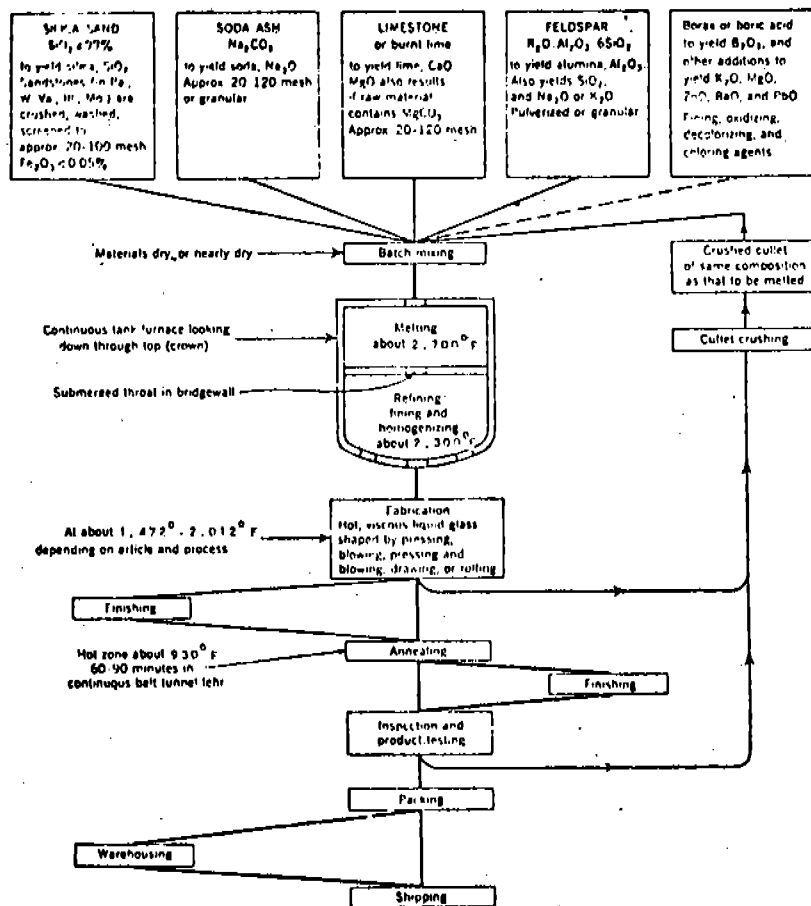 SILICA SAND
SiO₂ ≥99%
to yield silica, SiO₂
Sandstones (in Pa.,
W. Va., Ill., Mo.) are
crushed, washed,
screened to
approx. 20-100 mesh
Fe₂O₃ < 0.05%
SODA ASH
Na₂CO₃
to yield soda, Na₂O
Approx. 20-120 mesh
or granular
LIMESTONE
or burnt lime
to yield lime, CaO
MgO also results
if raw material
contains MgCO₃
Approx. 20-120 mesh
FELDSPAR
R₂O·Al₂O₃·6SiO₂
to yield alumina, Al₂O₃
Also yields SiO₂,
and Na₂O or K₂O
Pulverized or granular
Borax or boric acid
to yield B₂O₃, and
other additions to
yield K₂O, MgO,
ZnO, BaO, and PbO
Fining, oxidizing,
decolorizing, and
coloring agents
Materials dry, or nearly dry
Batch mixing
Crushed cullet
of same composition
as that to be melted
Continuous tank furnace looking
down through top (crown)
Melting
about 2,700°F
Cullet crushing
Submerged throat in bridgewall
Refining:
fining and
homogenizing
about 2,300°F
At about 1,472° - 2,012°F
depending on article and process
Fabrication
Hot, viscous liquid glass
shaped by pressing,
blowing, pressing and
blowing, drawing, or rolling
Finishing
Hot zone about 930°F
60-90 minutes in
continuous belt tunnel lehr
Annealing
Finishing
Inspection and
product testing
Packing
Warehousing
Shipping